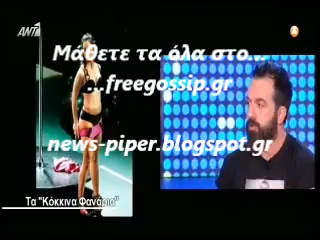 ANT1
Μάθετε τα όλα στο...
...freegossip.gr
news-piper.blogspot.gr
Τα "Κόκκινα Φανάρια"